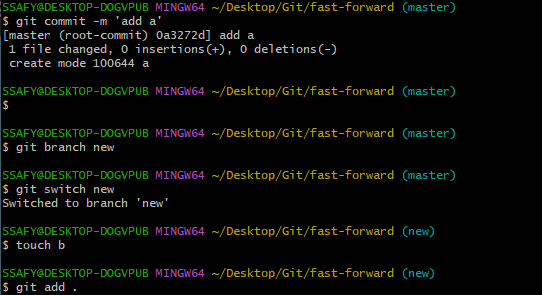 SSAFY@DESKTOP-DOGVPUB MINGW64 ~/Desktop/Git/fast-forward (master)
$ git commit -m 'add a'
[master (root-commit) 0a3272d] add a
 1 file changed, 0 insertions(+), 0 deletions(-)
 create mode 100644 a
SSAFY@DESKTOP-DOGVPUB MINGW64 ~/Desktop/Git/fast-forward (master)
$
SSAFY@DESKTOP-DOGVPUB MINGW64 ~/Desktop/Git/fast-forward (master)
$ git branch new
SSAFY@DESKTOP-DOGVPUB MINGW64 ~/Desktop/Git/fast-forward (master)
$ git switch new
Switched to branch 'new'
SSAFY@DESKTOP-DOGVPUB MINGW64 ~/Desktop/Git/fast-forward (new)
$ touch b
SSAFY@DESKTOP-DOGVPUB MINGW64 ~/Desktop/Git/fast-forward (new)
$ git add .